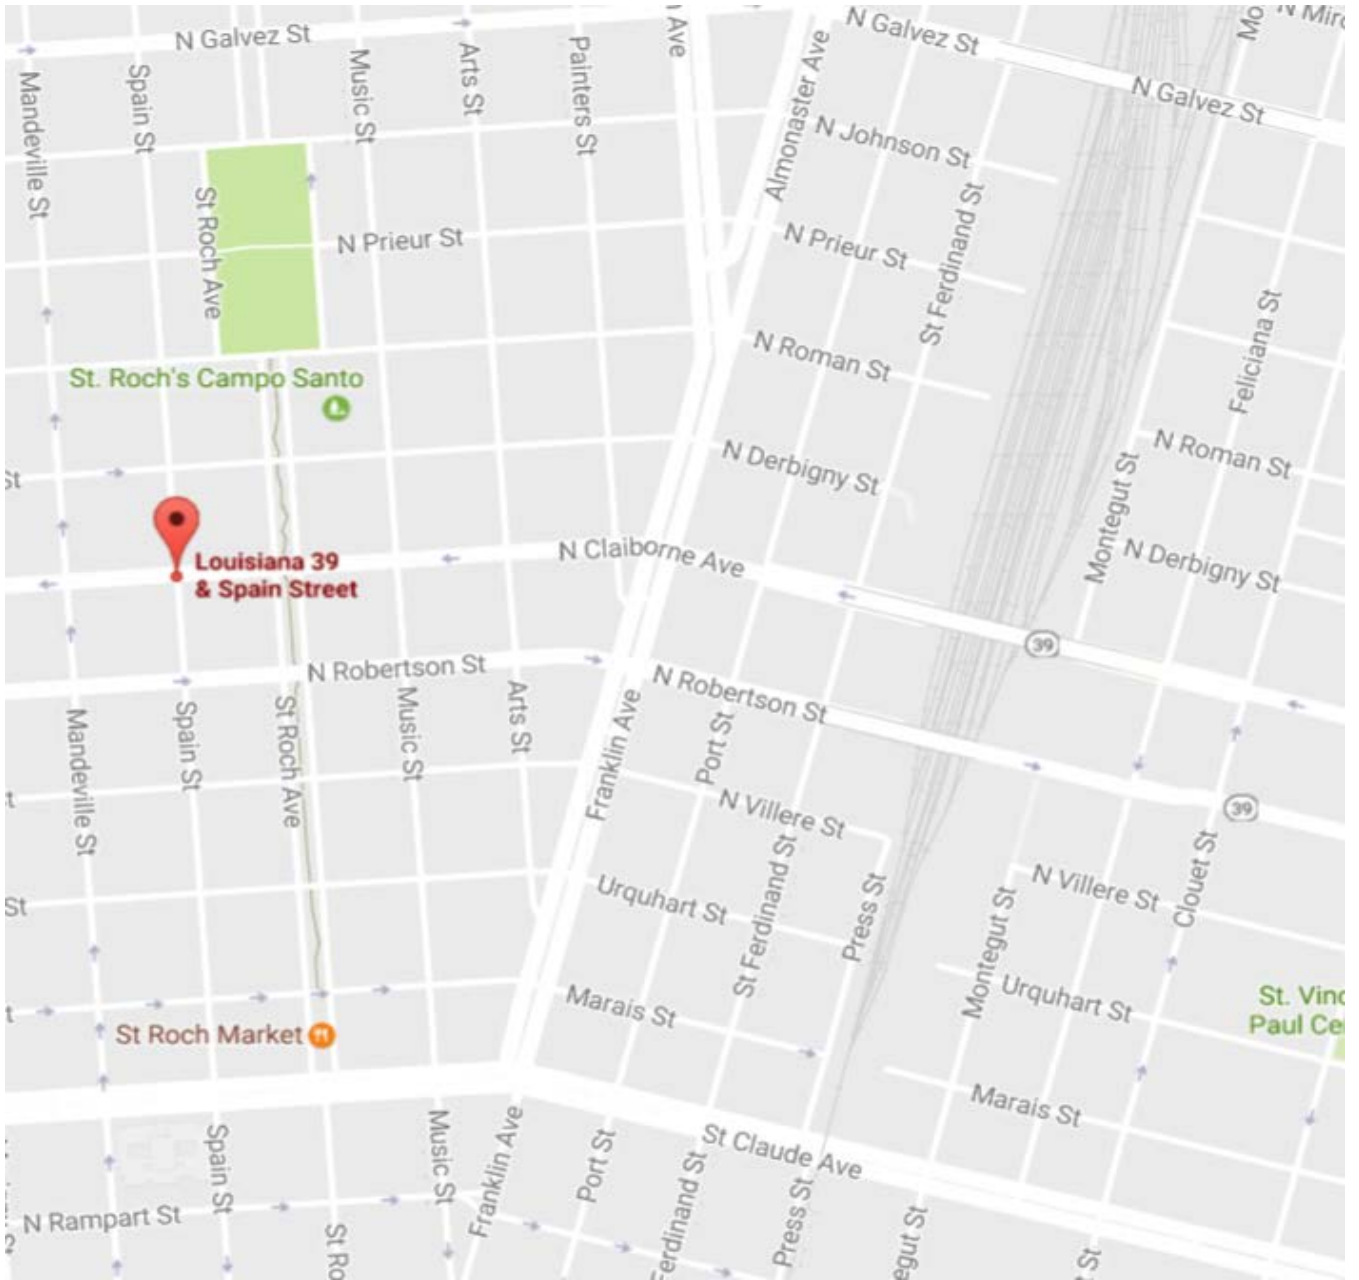 N Galvez St
N Galvez St
N Galvez St
N Miro
Mo
Ave
Mandeville St
Spain St
Music St
Arts St
Painters St
Almonaster Ave
N Johnson St
St Roch Ave
N Prieur St
N Prieur St
St Ferdinand St
Feliciana St
N Roman St
St. Roch's Campo Santo
N Roman St
N Derbigny St
Montegut St
St
Louisiana 39
& Spain Street
N Claiborne Ave
N Derbigny St
39
N Robertson St
N Robertson St
Mandeville St
Spain St
St Roch Ave
Music St
Arts St
Franklin Ave
Port St
N Villere St
39
St Ferdinand St
Press St
N Villere St
Clouet St
Urquhart St
Montegut St
St
Urquhart St
St. Vinc
Paul Ce
Marais St
St Roch Market
Marais St
Spain St
Music St
Franklin Ave
Port St
St Claude Ave
Ferdinand St
Press St
N Rampart St
St Ro
egut St
St